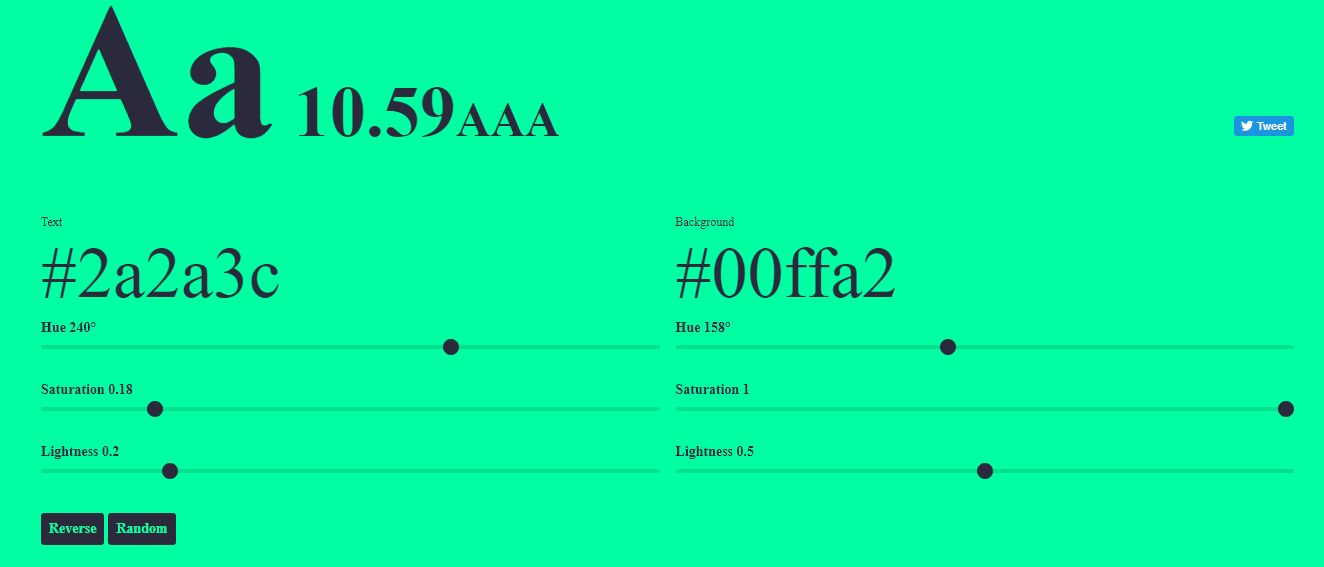 Aa 10.59AAA
Tweet
Text
Background
#2a2a3c
#00ffa2
Hue 240°
Hue 158°
Saturation 0.18
Saturation 1
Lightness 0.2
Lightness 0.5
Reverse Random